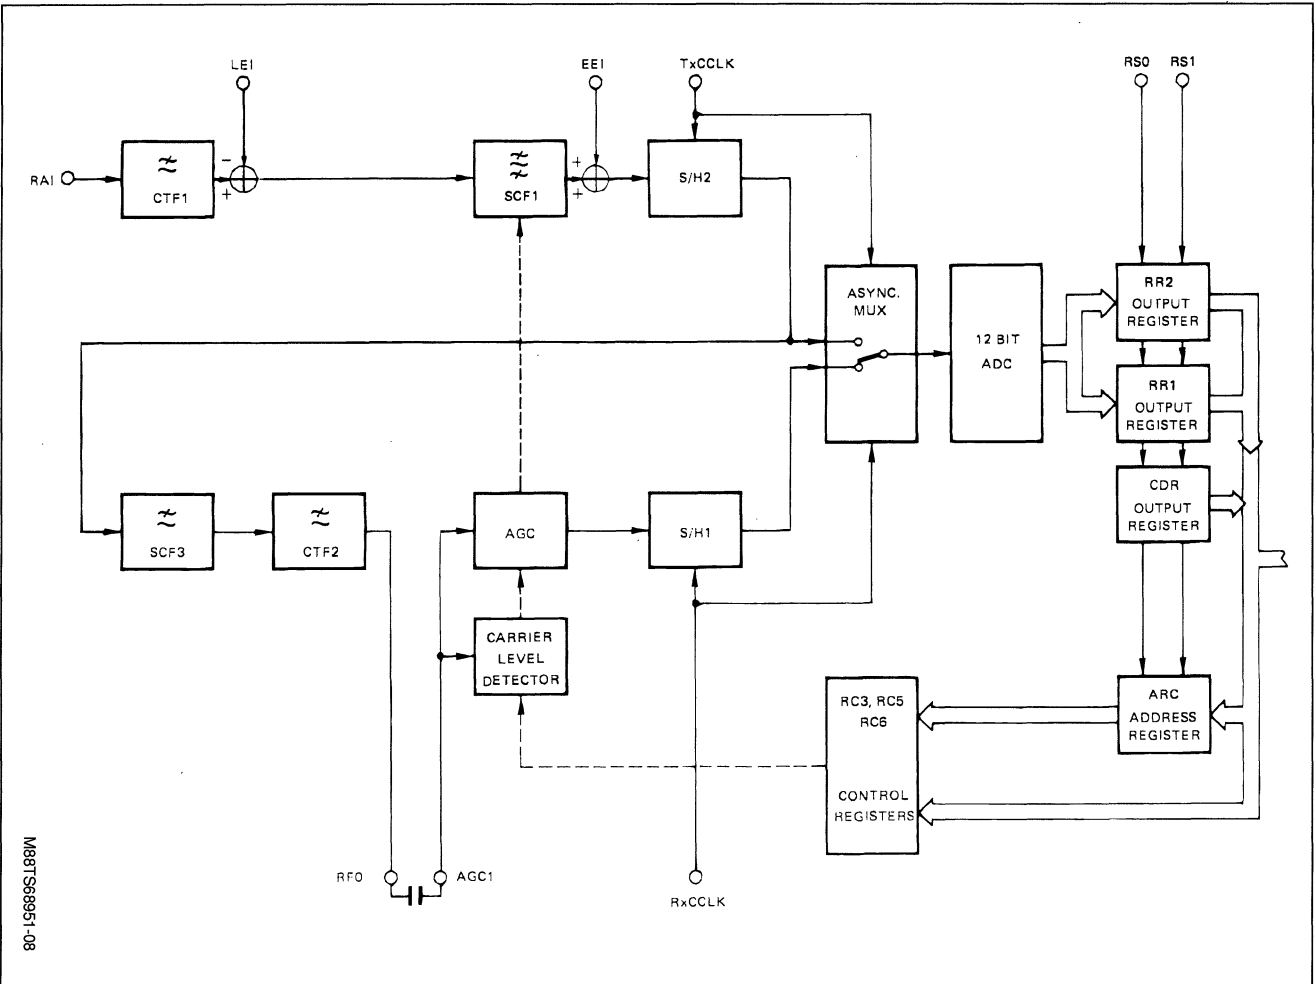 LEI
EEI
TxCCLK
RS0 RS1
RAI
CTF1
-
+
SCF1
+
+
S/H2
ASYNC.
MUX
12 BIT
ADC
RR2
OUTPUT
REGISTER
RR1
OUTPUT
REGISTER
CDR
OUTPUT
REGISTER
SCF3
CTF2
AGC
S/H1
CARRIER
LEVEL
DETECTOR
RC3, RC5
RC6
CONTROL
REGISTERS
ARC
ADDRESS
REGISTER
RFO
AGC1
RxCCLK
M88TS68951-08